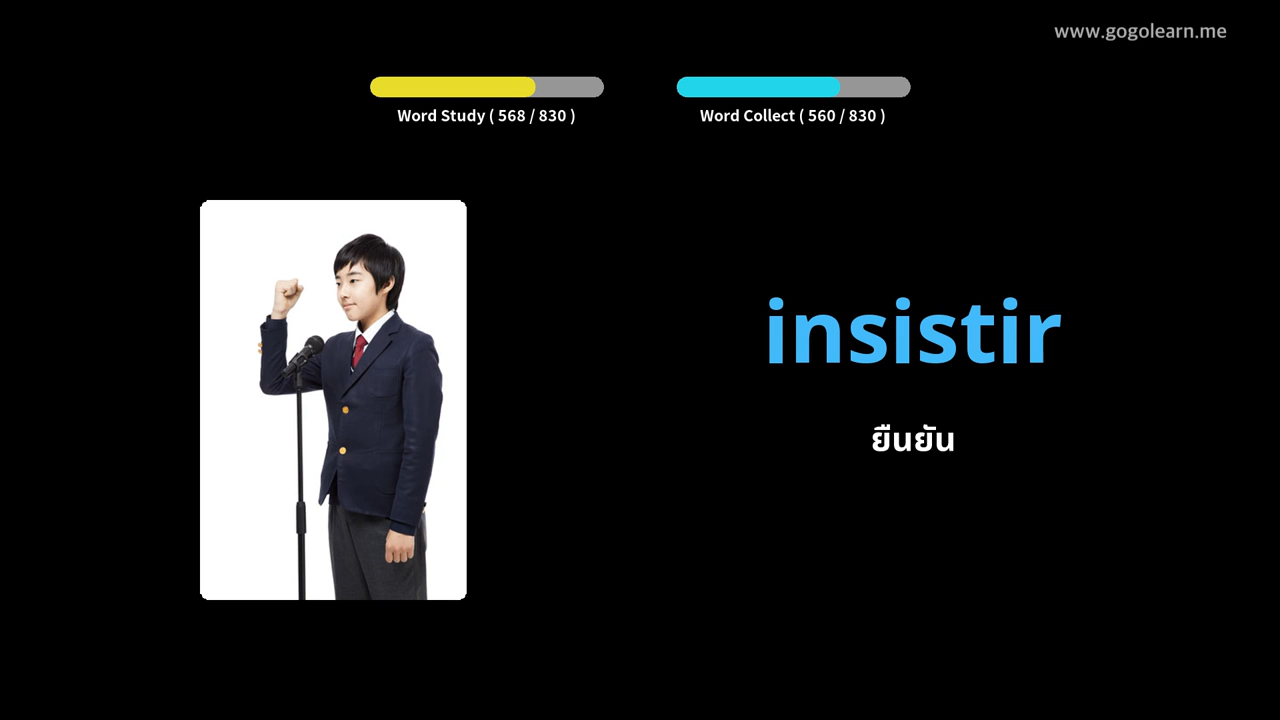 www.gogolearn.me
Word Study ( 568 / 830 )
Word Collect ( 560 / 830 )
insistir
ยืนยัน